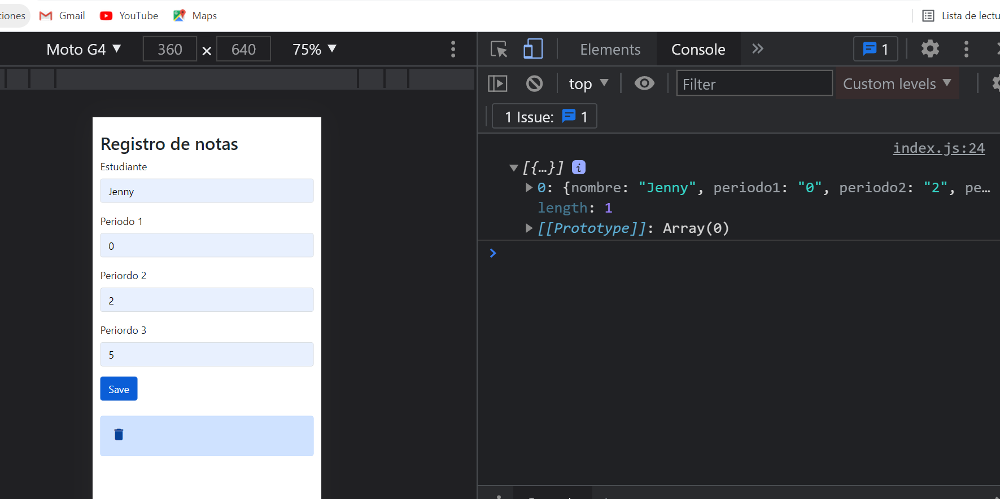 ciones Gmail YouTube Maps Lista de lectu
Moto G4 ▼ 360 × 640 75% ▼
Elements Console » 1
top ▼ Filter Custom levels ▼
1 Issue: 1
Registro de notas
Estudiante
Jenny
Periodo 1
0
Periordo 2
2
Periordo 3
5
Save
index.js:24
▼ [{…}] i
▶ 0: {nombre: "Jenny", periodo1: "0", periodo2: "2", pe…
length: 1
▶ [[Prototype]]: Array(0)